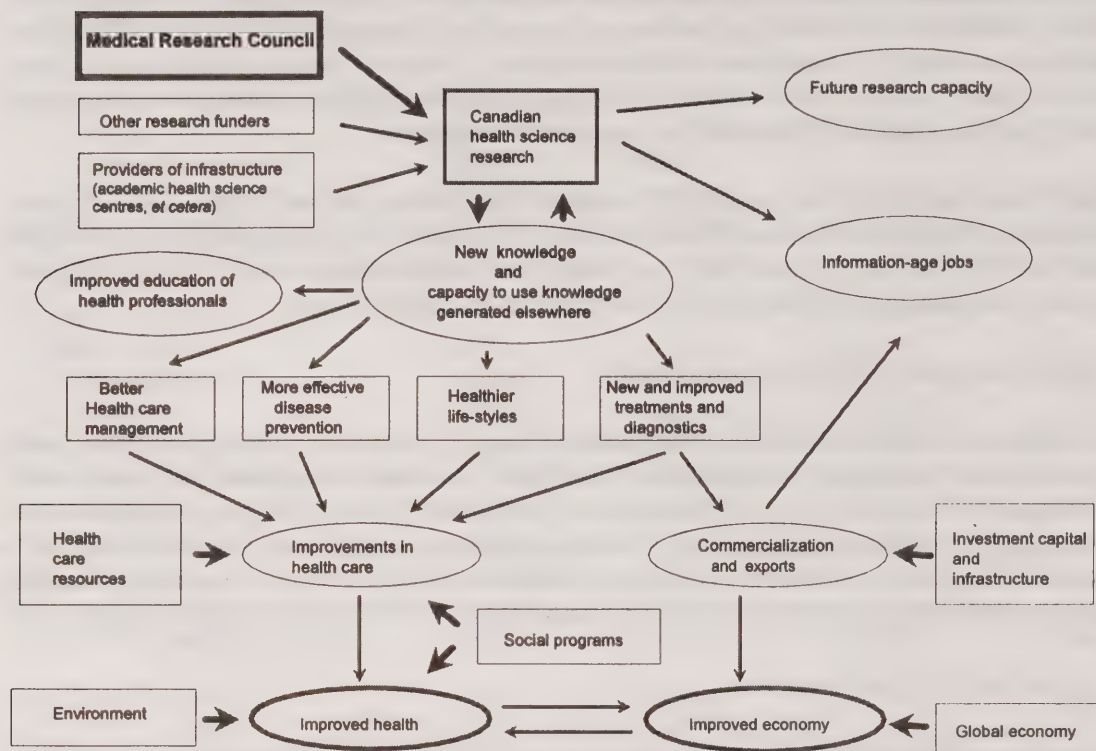 Medical Research Council
Other research funders
Providers of infrastructure
(academic health science
centres, et cetera)
Canadian
health science
research
Future research capacity
Information-age jobs
New knowledge
and
capacity to use knowledge
generated elsewhere
Improved education of
health professionals
Better
Health care
management
More effective
disease
prevention
Healthier
life-styles
New and improved
treatments and
diagnostics
Health
care
resources
Improvements in
health care
Commercialization
and exports
Investment capital
and
infrastructure
Social programs
Environment
Improved health
Improved economy
Global economy